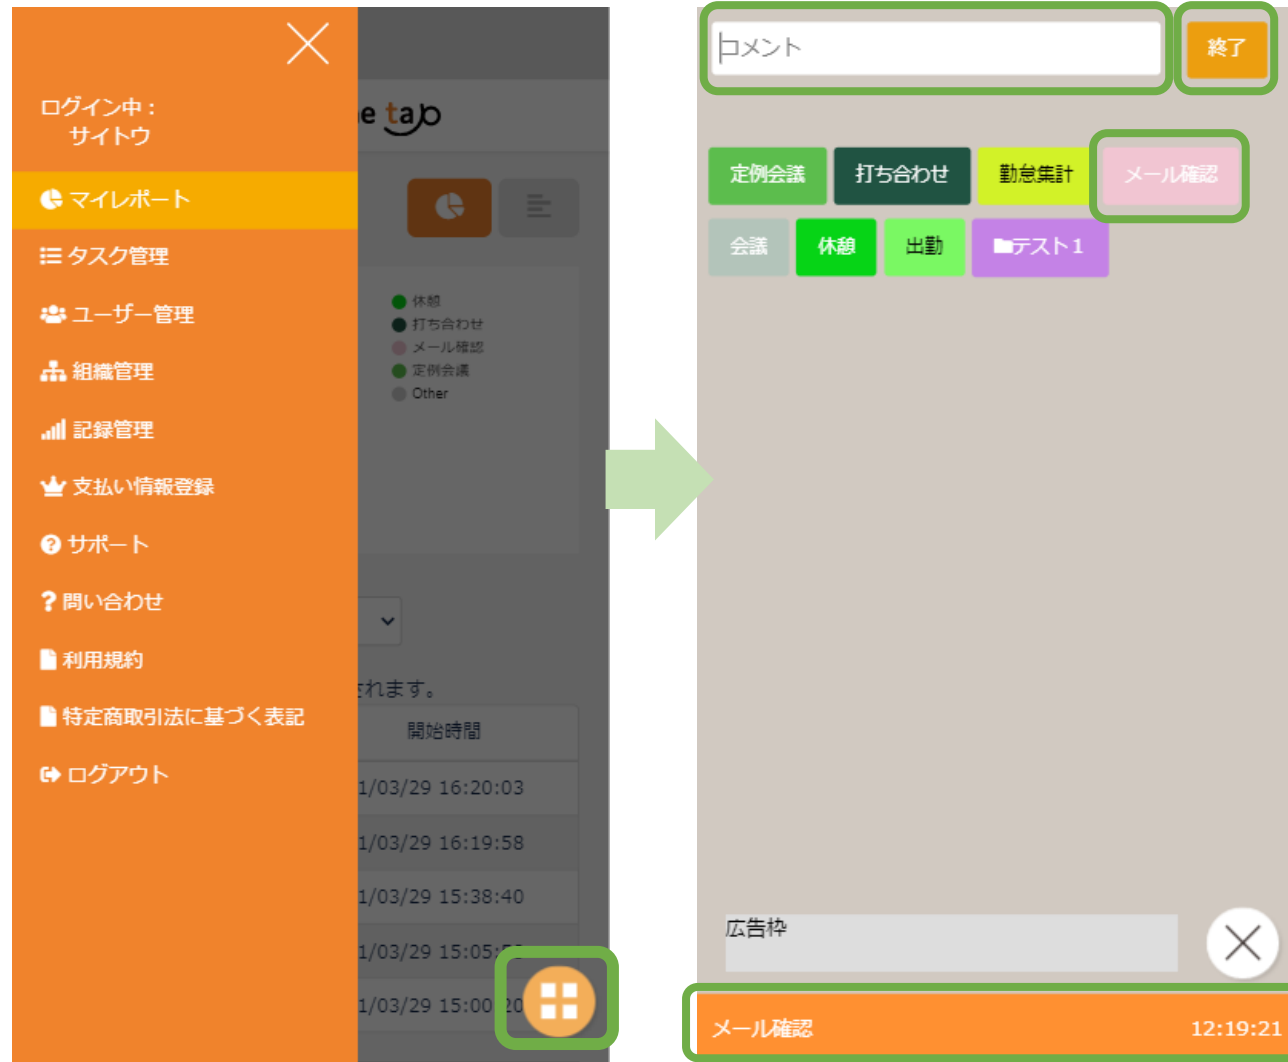 ログイン中：
サイトウ
マイレポート
タスク管理
ユーザー管理
組織管理
記録管理
支払い情報登録
サポート
問い合わせ
利用規約
特定商取引法に基づく表記
ログアウト
e tap
休憩
打ち合わせ
メール確認
定例会議
Other
されます。
開始時間
1/03/29 16:20:03
1/03/29 16:19:58
1/03/29 15:38:40
1/03/29 15:05:
1/03/29 15:00:20
コメント
終了
定例会議 打ち合わせ 勤怠集計 メール確認
会議 休憩 出勤 テスト1
広告枠
メール確認 12:19:21